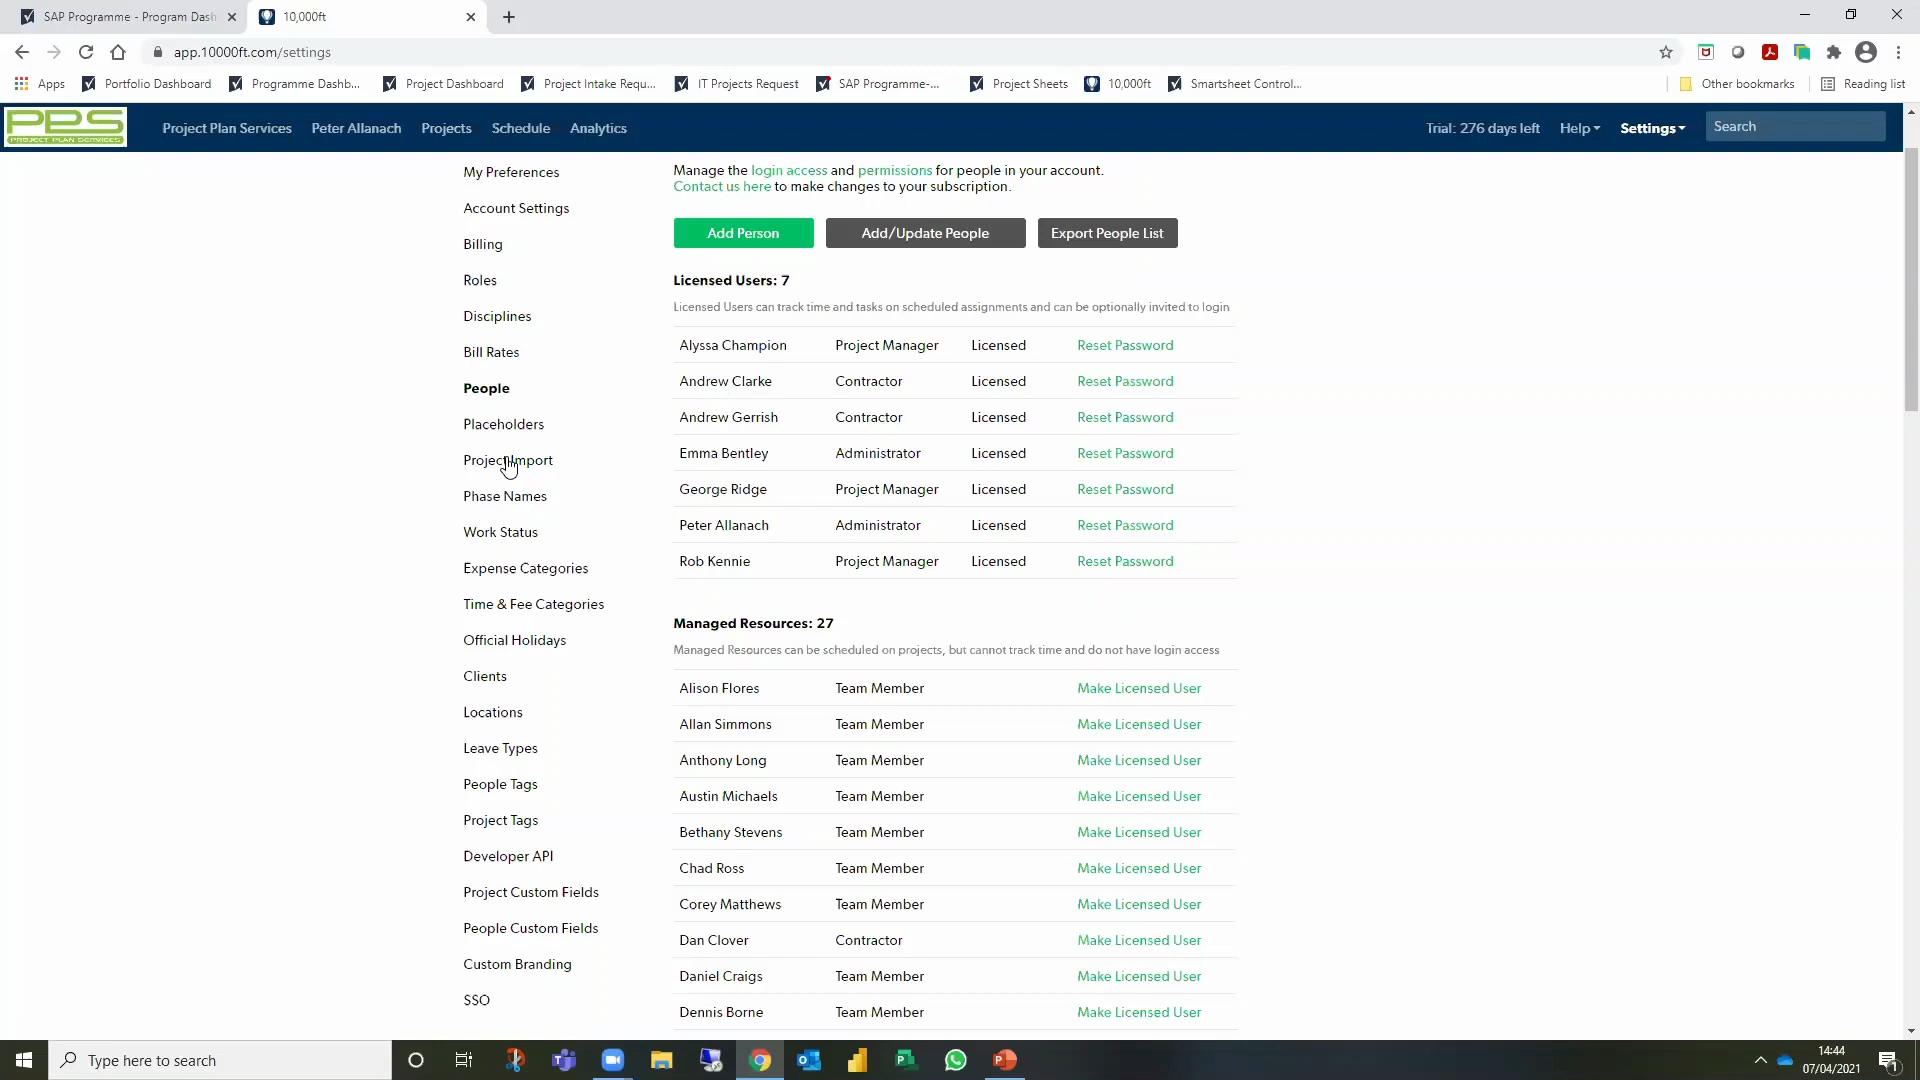 SAP Programme - Program Dash
10,000ft
app.10000ft.com/settings
Apps
Portfolio Dashboard
Programme Dashb...
Project Dashboard
Project Intake Requ...
IT Projects Request
SAP Programme-...
Project Sheets
10,000ft
Smartsheet Control...
Other bookmarks
Reading list
PPS
PROJECT PLAN SERVICES
Project Plan Services
Peter Allanach
Projects
Schedule
Analytics
Trial: 276 days left
Help
Settings
Search
My Preferences
Account Settings
Billing
Roles
Disciplines
Bill Rates
People
Placeholders
Project Import
Phase Names
Work Status
Expense Categories
Time & Fee Categories
Official Holidays
Clients
Locations
Leave Types
People Tags
Project Tags
Developer API
Project Custom Fields
People Custom Fields
Custom Branding
SSO
Manage the login access and permissions for people in your account.
Contact us here to make changes to your subscription.
Add Person
Add/Update People
Export People List
Licensed Users: 7
Licensed Users can track time and tasks on scheduled assignments and can be optionally invited to login
Alyssa Champion Project Manager Licensed Reset Password
Andrew Clarke Contractor Licensed Reset Password
Andrew Gerrish Contractor Licensed Reset Password
Emma Bentley Administrator Licensed Reset Password
George Ridge Project Manager Licensed Reset Password
Peter Allanach Administrator Licensed Reset Password
Rob Kennie Project Manager Licensed Reset Password
Managed Resources: 27
Managed Resources can be scheduled on projects, but cannot track time and do not have login access
Alison Flores Team Member Make Licensed User
Allan Simmons Team Member Make Licensed User
Anthony Long Team Member Make Licensed User
Austin Michaels Team Member Make Licensed User
Bethany Stevens Team Member Make Licensed User
Chad Ross Team Member Make Licensed User
Corey Matthews Team Member Make Licensed User
Dan Clover Contractor Make Licensed User
Daniel Craigs Team Member Make Licensed User
Dennis Borne Team Member Make Licensed User
Type here to search
14:44
07/04/2021